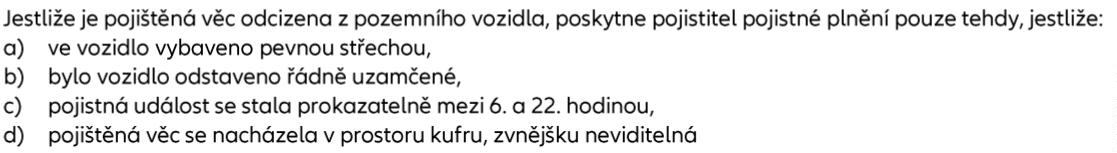 Jestliže je pojištěná věc odcizena z pozemního vozidla, poskytne pojistitel pojistné plnění pouze tehdy, jestliže:
a) ve vozidlo vybaveno pevnou střechou,
b) bylo vozidlo odstaveno řádně uzamčené,
c) pojistná událost se stala prokazatelně mezi 6. a 22. hodinou,
d) pojištěná věc se nacházela v prostoru kufru, zvnějšku neviditelná